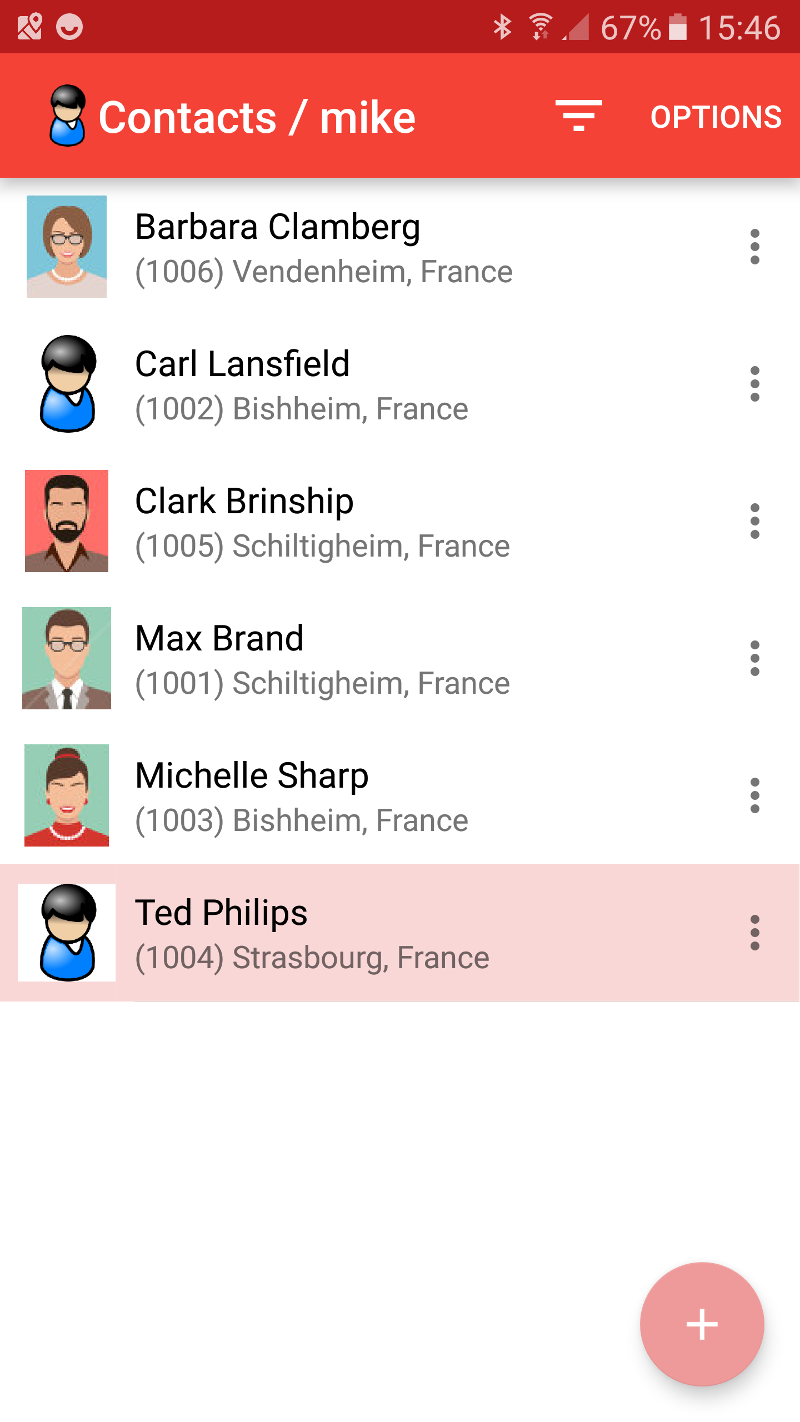 67% 15:46
Contacts / mike OPTIONS
Barbara Clamberg
(1006) Vendenheim, France
Carl Lansfield
(1002) Bishheim, France
Clark Brinship
(1005) Schiltigheim, France
Max Brand
(1001) Schiltigheim, France
Michelle Sharp
(1003) Bishheim, France
Ted Philips
(1004) Strasbourg, France
+